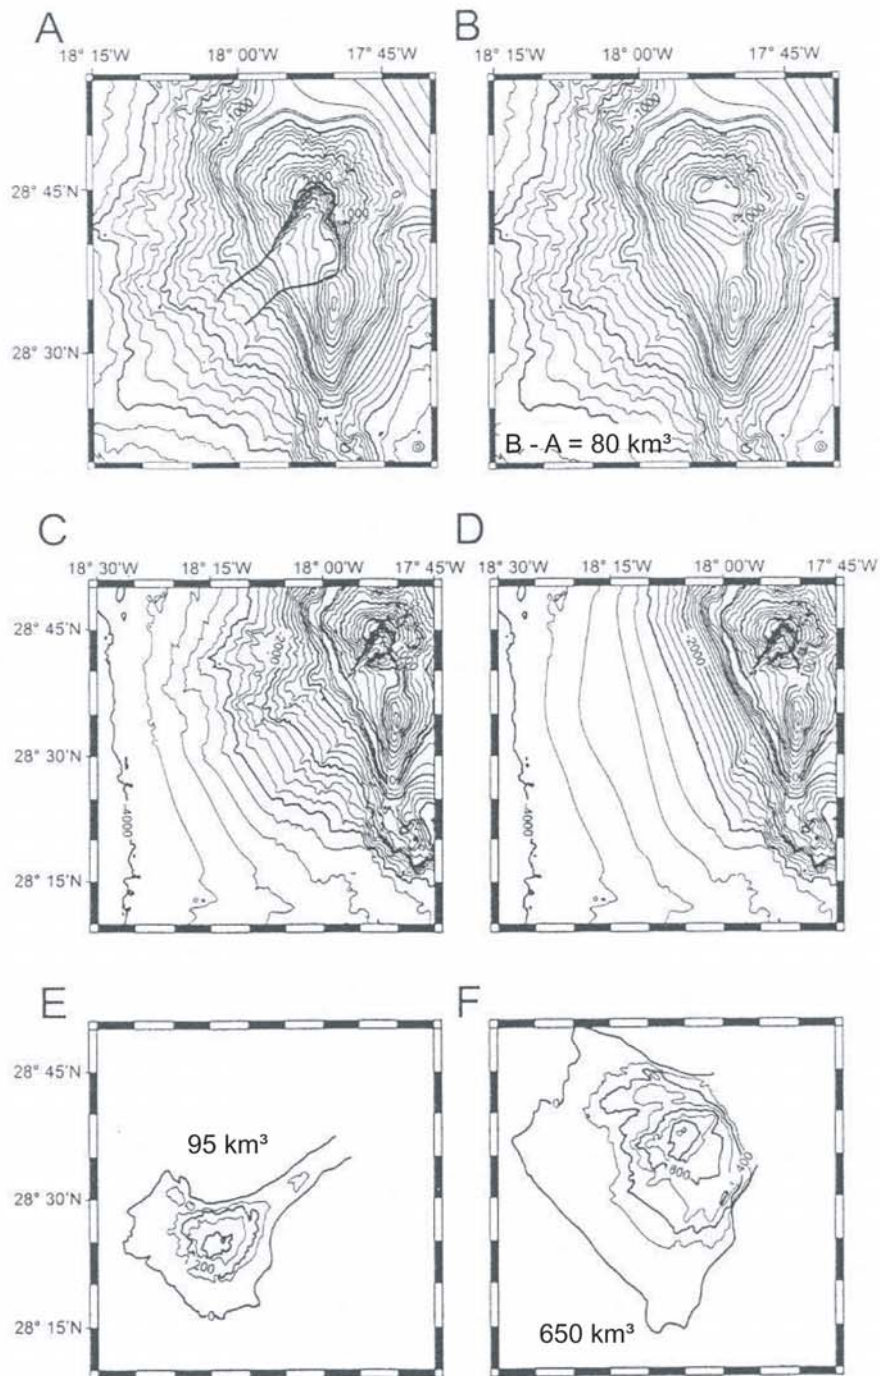 A
B
18° 15'W 18° 00'W 17° 45'W
18° 00'W 17° 45'W
28° 45'N
28° 30'N
-1000
B - A = 80 km³
C
D
18° 30'W 18° 15'W 18° 00'W 17° 45'W
18° 30'W 18° 15'W 18° 00'W 17° 45'W
28° 45'N
28° 30'N
28° 15'N
-2000
-4000
-2000
-4000
E
F
28° 45'N
28° 30'N
28° 15'N
95 km³
200
0
400
800
650 km³